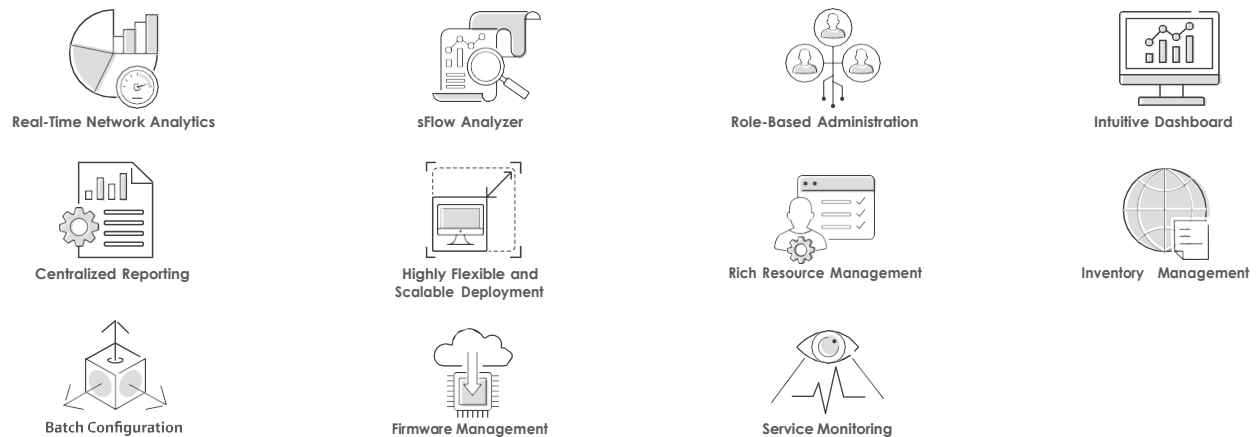 Real-Time Network Analytics
sFlow Analyzer
Role-Based Administration
Intuitive Dashboard
Centralized Reporting
Highly Flexible and
Scalable Deployment
Rich Resource Management
Inventory Management
Batch Configuration
Firmware Management
Service Monitoring